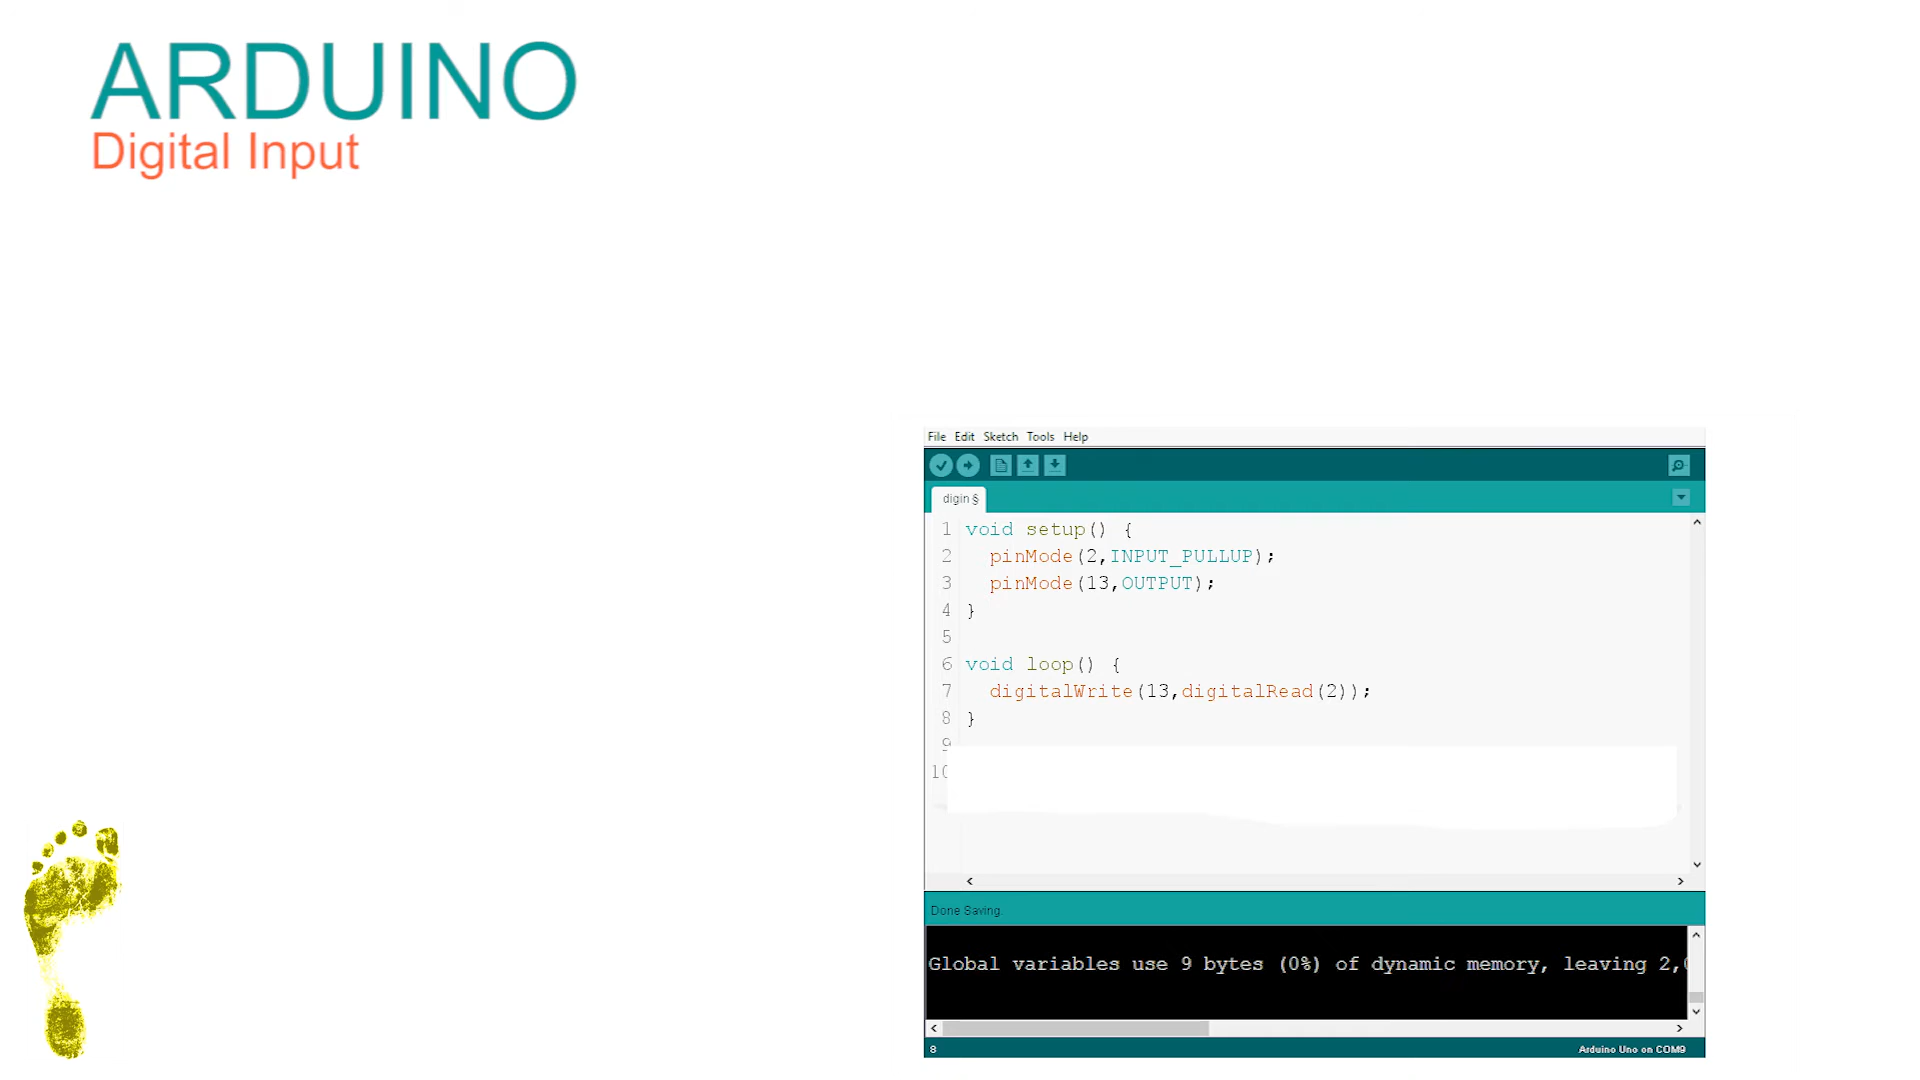 ARDUINO
Digital Input
File Edit Sketch Tools Help
digin §
1 void setup() {
2   pinMode(2,INPUT_PULLUP);
3   pinMode(13,OUTPUT);
4 }
5
6 void loop() {
7   digitalWrite(13,digitalRead(2));
8 }
9
10
Done Saving.
Global variables use 9 bytes (0%) of dynamic memory, leaving 2,
8 Arduino Uno on COM9